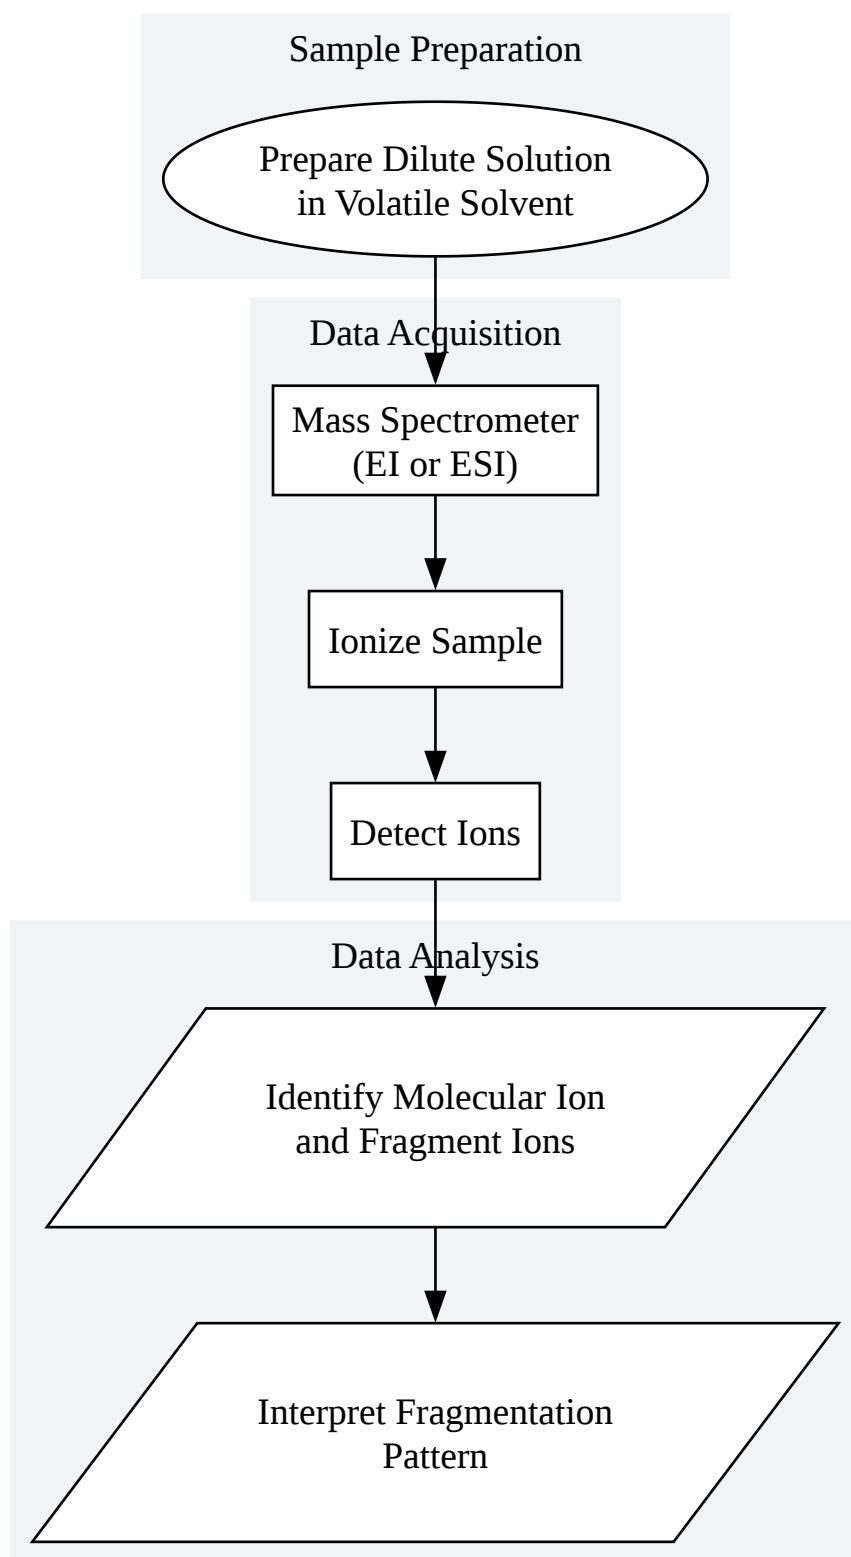 Sample Preparation
Prepare Dilute Solution
in Volatile Solvent
Data Acquisition
Mass Spectrometer
(EI or ESI)
Ionize Sample
Detect Ions
Data Analysis
Identify Molecular Ion
and Fragment Ions
Interpret Fragmentation
Pattern